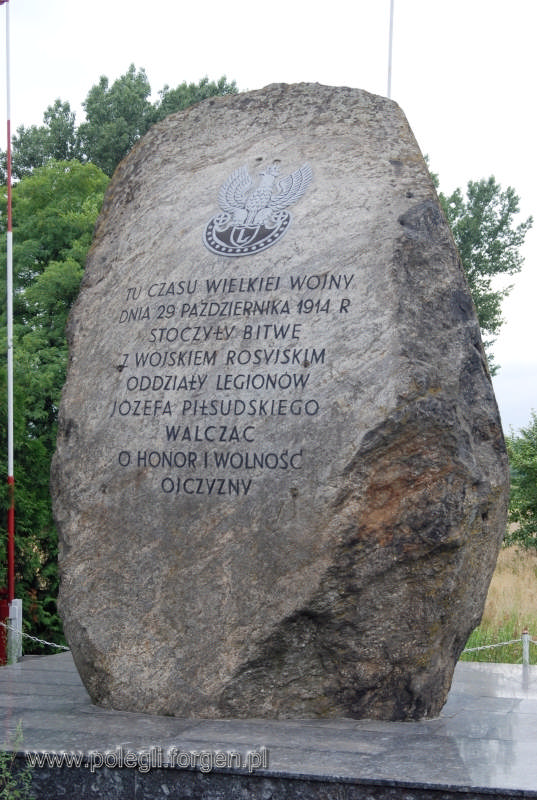 L
TU CZASU WIELKIEJ WOJNY
DNIA 29 PAŹDZIERNIKA 1914 R
STOCZYŁY BITWĘ
Z WOJSKIEM ROSYJSKIM
ODDZIAŁY LEGIONÓW
JÓZEFA PIŁSUDSKIEGO
WALCZĄC
O HONOR I WOLNOŚĆ
OJCZYZNY
www.polegli.forgen.pl